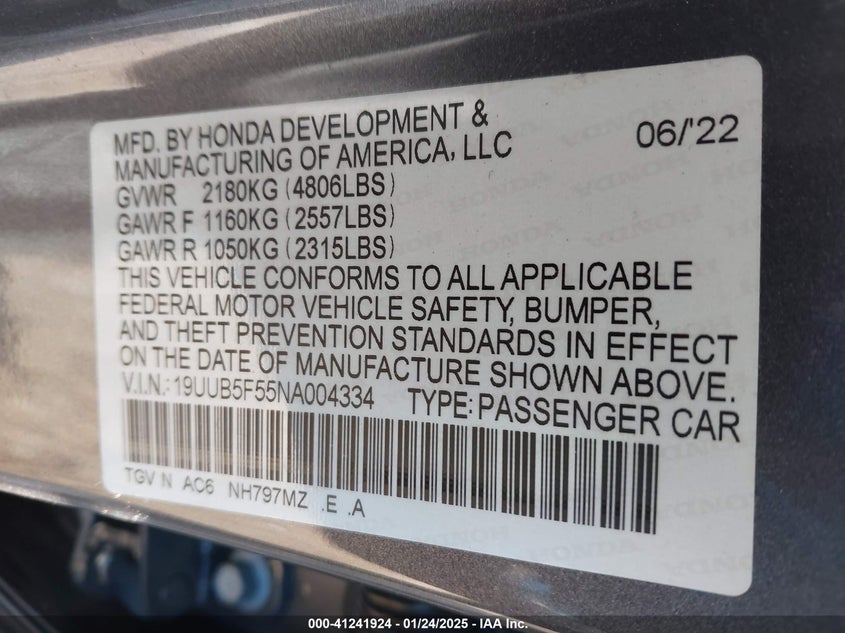 MFD. BY HONDA DEVELOPMENT & 06/'22
MANUFACTURING OF AMERICA, LLC
GVWR 2180KG (4806LBS)
GAWR F 1160KG (2557LBS)
GAWR R 1050KG (2315LBS)
THIS VEHICLE CONFORMS TO ALL APPLICABLE
FEDERAL MOTOR VEHICLE SAFETY, BUMPER,
AND THEFT PREVENTION STANDARDS IN EFFECT
ON THE DATE OF MANUFACTURE SHOWN ABOVE.
V.I.N.: 19UUB5F55NA004334 TYPE: PASSENGER CAR
TGV N AC6 NH797MZ .E .A
000-41241924 — 01/24/2025 — IAA Inc.